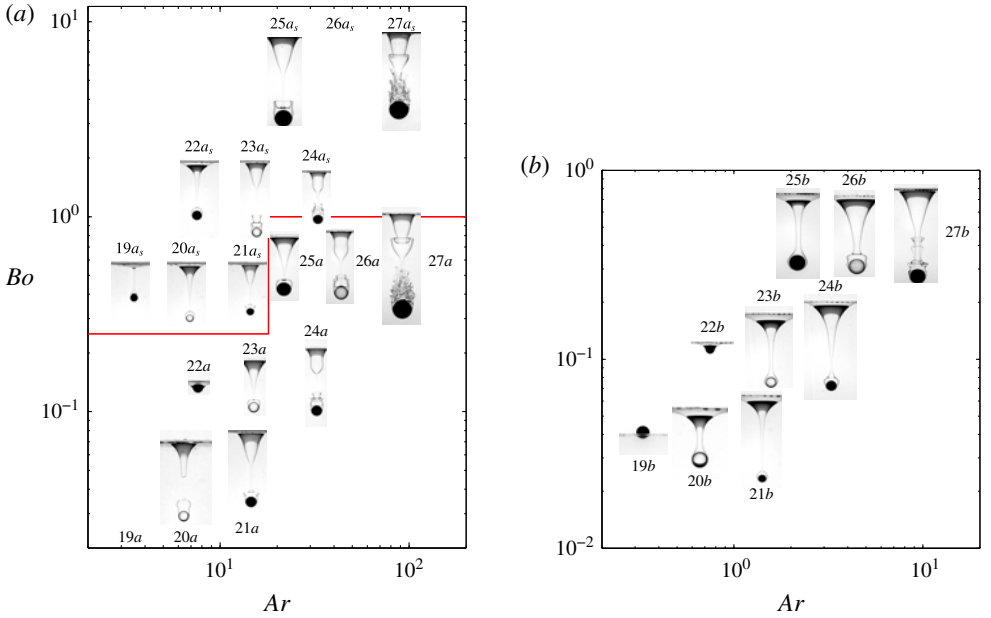 (a)
10^1
10^0
10^{-1}
Bo
25a_s 26a_s 27a_s
22a_s 23a_s 24a_s
19a_s 20a_s 21a_s
25a 26a 27a
22a 23a 24a
19a 20a 21a
10^1 10^2
Ar
(b)
10^0
10^{-1}
10^{-2}
25b 26b 27b
22b 23b 24b
19b 20b 21b
10^0 10^1
Ar